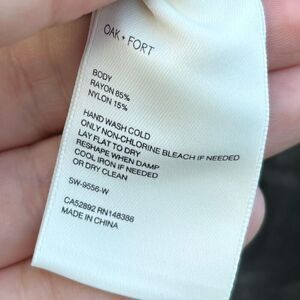 OAK + FORT
BODY
RAYON 85%
NYLON 15%
HAND WASH COLD
ONLY NON-CHLORINE BLEACH IF NEEDED
LAY FLAT TO DRY
RESHAPE WHEN DAMP
COOL IRON IF NEEDED
OR DRY CLEAN
SW-9556-W
CA52892 RN148388
MADE IN CHINA